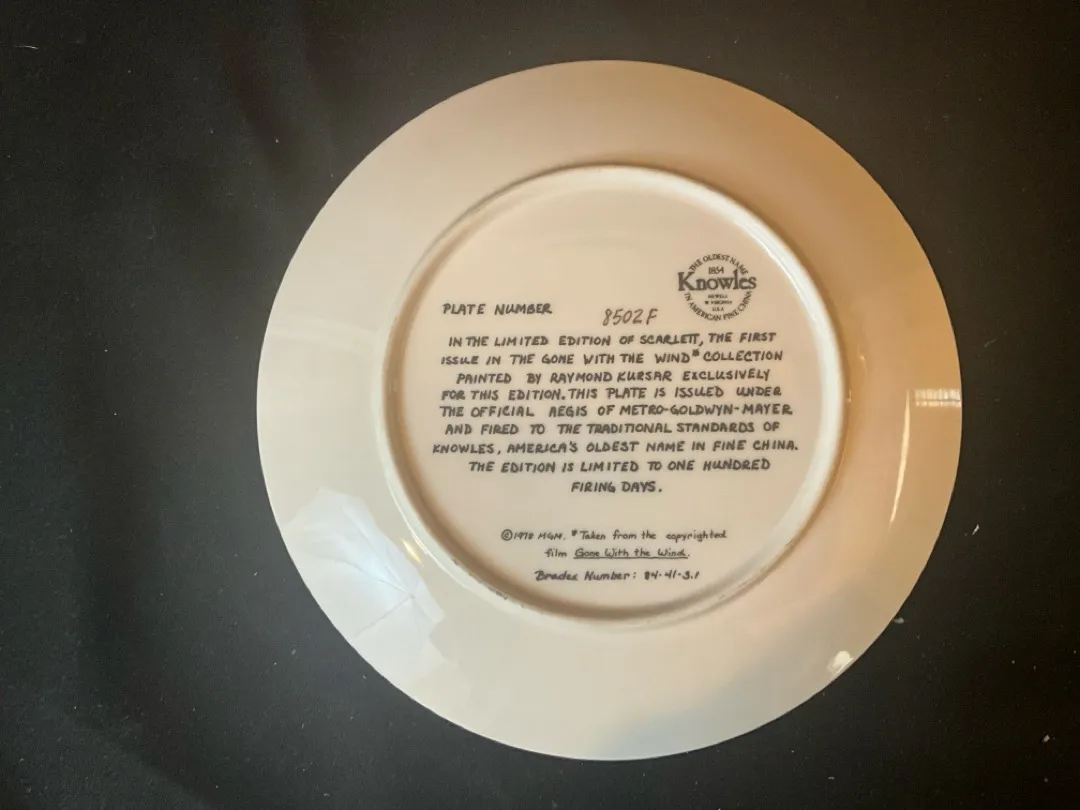 THE OLDEST NAME
1854
Knowles
NEWELL
W VIRGINIA
U.S.A
IN AMERICAN FINE CHINA
PLATE NUMBER 8502F
IN THE LIMITED EDITION OF SCARLETT, THE FIRST
ISSUE IN THE GONE WITH THE WIND* COLLECTION
PAINTED BY RAYMOND KURSAR EXCLUSIVELY
FOR THIS EDITION. THIS PLATE IS ISSUED UNDER
THE OFFICIAL AEGIS OF METRO-GOLDWYN-MAYER
AND FIRED TO THE TRADITIONAL STANDARDS OF
KNOWLES, AMERICA'S OLDEST NAME IN FINE CHINA.
THE EDITION IS LIMITED TO ONE HUNDRED
FIRING DAYS.
©1978 MGM. *Taken from the copyrighted
film Gone With the Wind.
Bradex Number: 84-41-3.1